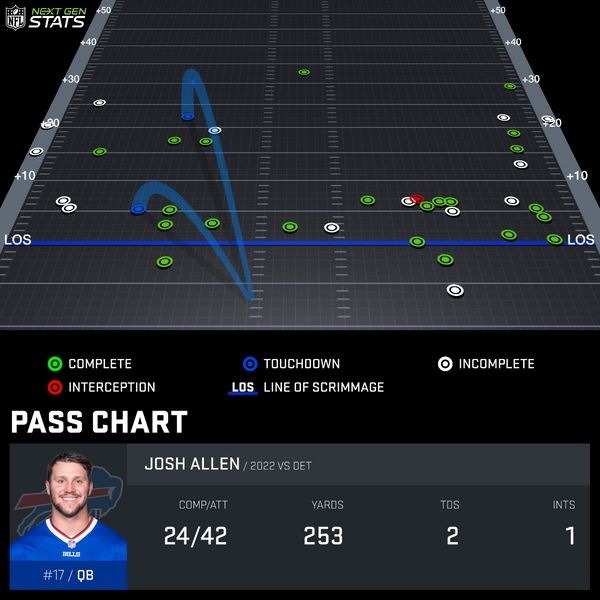 NFL NEXT GEN STATS
+50 +50
+40 +40
+30 +30
+20 +20
+10 +10
LOS LOS
COMPLETE TOUCHDOWN INCOMPLETE
INTERCEPTION LOS LINE OF SCRIMMAGE
PASS CHART
JOSH ALLEN / 2022 VS DET
COMP/ATT YARDS TDS INTS
24/42 253 2 1
BILLS
#17 / QB